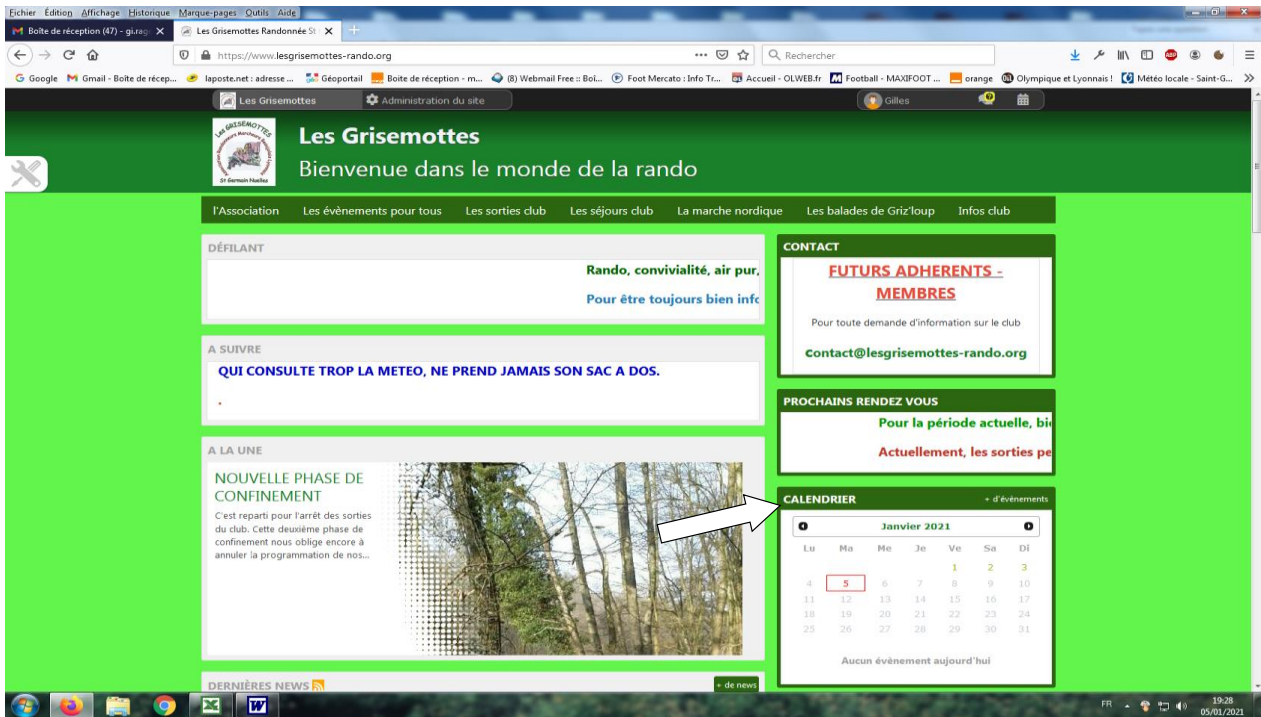 Fichier Édition Affichage Historique Marque-pages Outils Aide
Boîte de réception (47) - gi.rag
Les Grisemottes Randonnée St
https://www.lesgrisemottes-rando.org
Rechercher
Google Gmail - Boîte de récep... laposte.net : adresse ... Géoportail Boite de réception - m... (8) Webmail Free :: Boi... Foot Mercato : Info Tr... Accueil - OLWEB.fr Football - MAXIFOOT ... orange Olympique et Lyonnais ! Météo locale - Saint-G...
Les Grisemottes Administration du site Gilles
LES GRISEMOTTES
St Germain Nuelles
Les Grisemottes
Bienvenue dans le monde de la rando
l'Association Les évènements pour tous Les sorties club Les séjours club La marche nordique Les balades de Griz'loup Infos club
DÉFILANT
Rando, convivialité, air pur,
Pour être toujours bien info
A SUIVRE
QUI CONSULTE TROP LA METEO, NE PREND JAMAIS SON SAC A DOS.
.
A LA UNE
NOUVELLE PHASE DE
CONFINEMENT
C'est reparti pour l'arrêt des sorties
du club. Cette deuxième phase de
confinement nous oblige encore à
annuler la programmation de nos...
DERNIÈRES NEWS
+ de news
CONTACT
FUTURS ADHERENTS -
MEMBRES
Pour toute demande d'information sur le club
contact@lesgrisemottes-rando.org
PROCHAINS RENDEZ VOUS
Pour la période actuelle, bie
Actuellement, les sorties pe
CALENDRIER
+ d'évènements
Janvier 2021
Lu Ma Me Je Ve Sa Di
1 2 3
4 5 6 7 8 9 10
11 12 13 14 15 16 17
18 19 20 21 22 23 24
25 26 27 28 29 30 31
Aucun évènement aujourd'hui
FR
19:28
05/01/2021